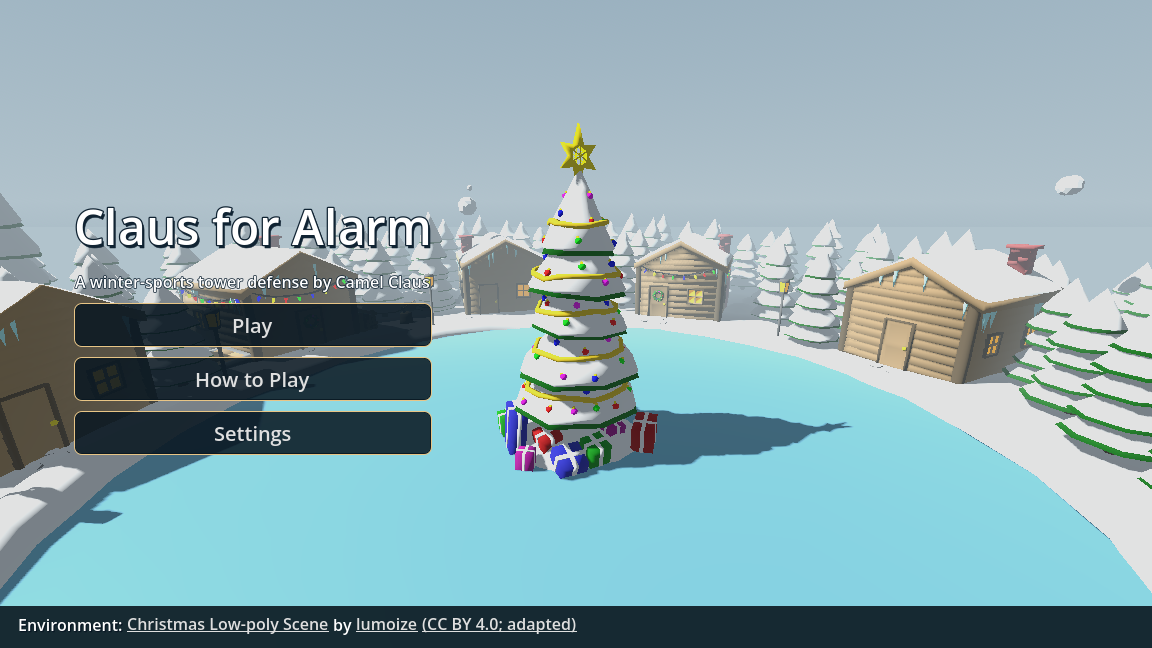 Claus for Alarm
A winter-sports tower defense by Camel Claus
Play
How to Play
Settings
Environment: Christmas Low-poly Scene by lumoize (CC BY 4.0; adapted)